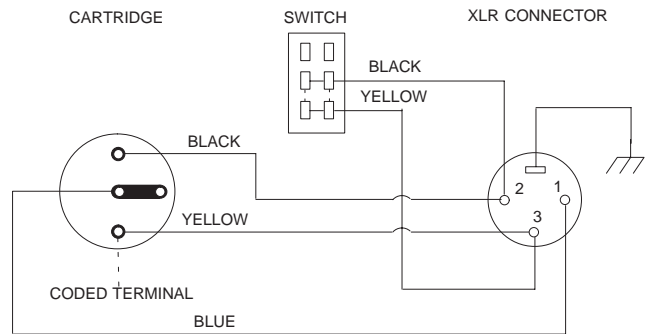 CARTRIDGE SWITCH XLR CONNECTOR
BLACK
YELLOW
BLACK
2 1
YELLOW
3
CODED TERMINAL
BLUE